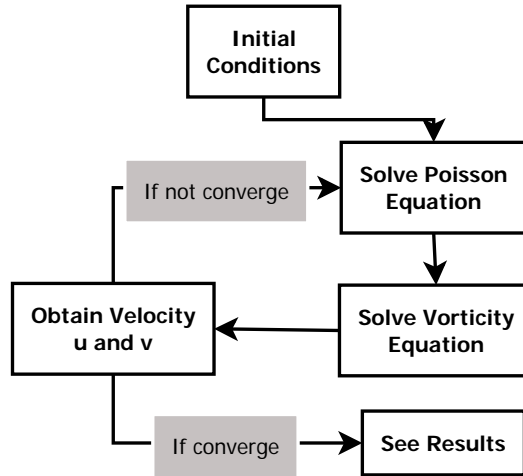 Initial
Conditions
If not converge
Solve Poisson
Equation
Obtain Velocity
u and v
Solve Vorticity
Equation
If converge
See Results